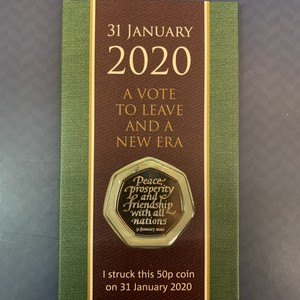 31 JANUARY
2020
A VOTE
TO LEAVE
AND A
NEW ERA
Peace,
prosperity
and
friendship
with all
nations
31 January 2020
I struck this 50p coin
on 31 January 2020